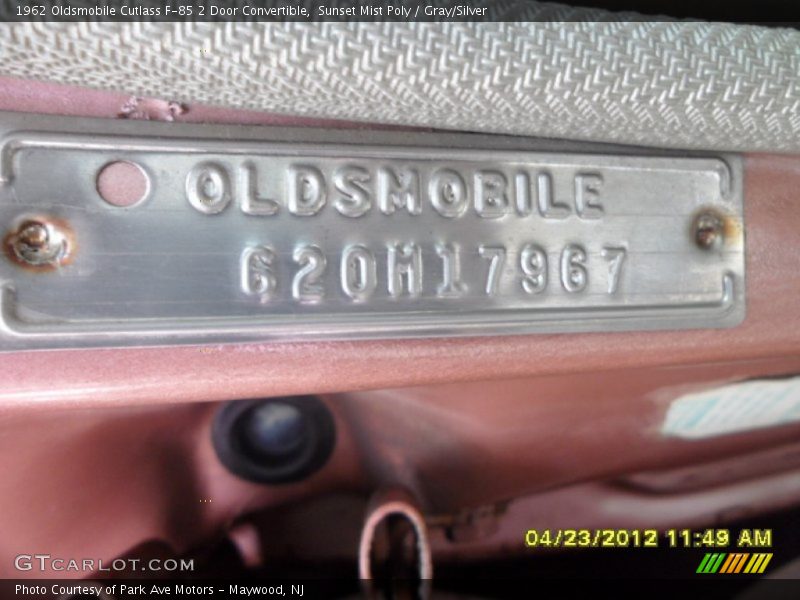 1962 Oldsmobile Cutlass F-85 2 Door Convertible,  Sunset Mist Poly / Gray/Silver
OLDSMOBILE
620M17967
04/23/2012 11:49 AM
GTCARLOT.COM
Photo Courtesy of Park Ave Motors - Maywood, NJ